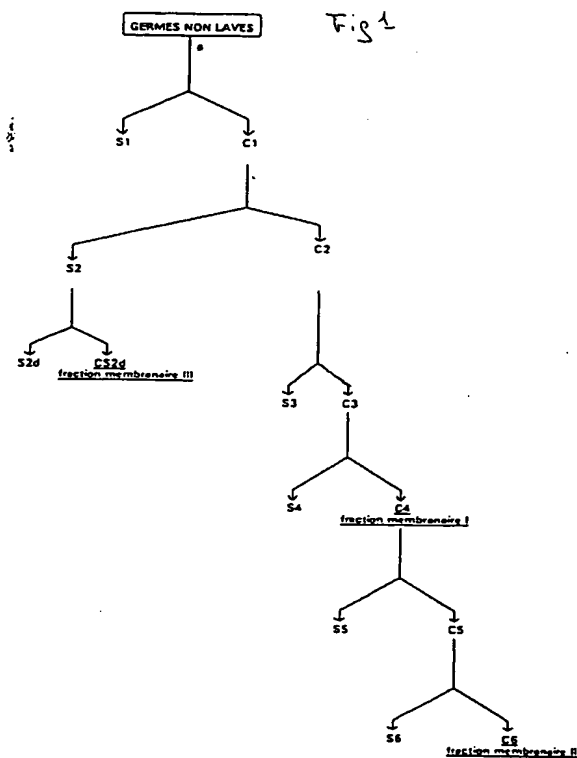 Fig 1
GERMES NON LAVES
S1 C1
S2 C2
S2d CS2d
fraction membranaire III
S3 C3
S4 C4
fraction membranaire I
S5 C5
S6 C6
fraction membranaire II